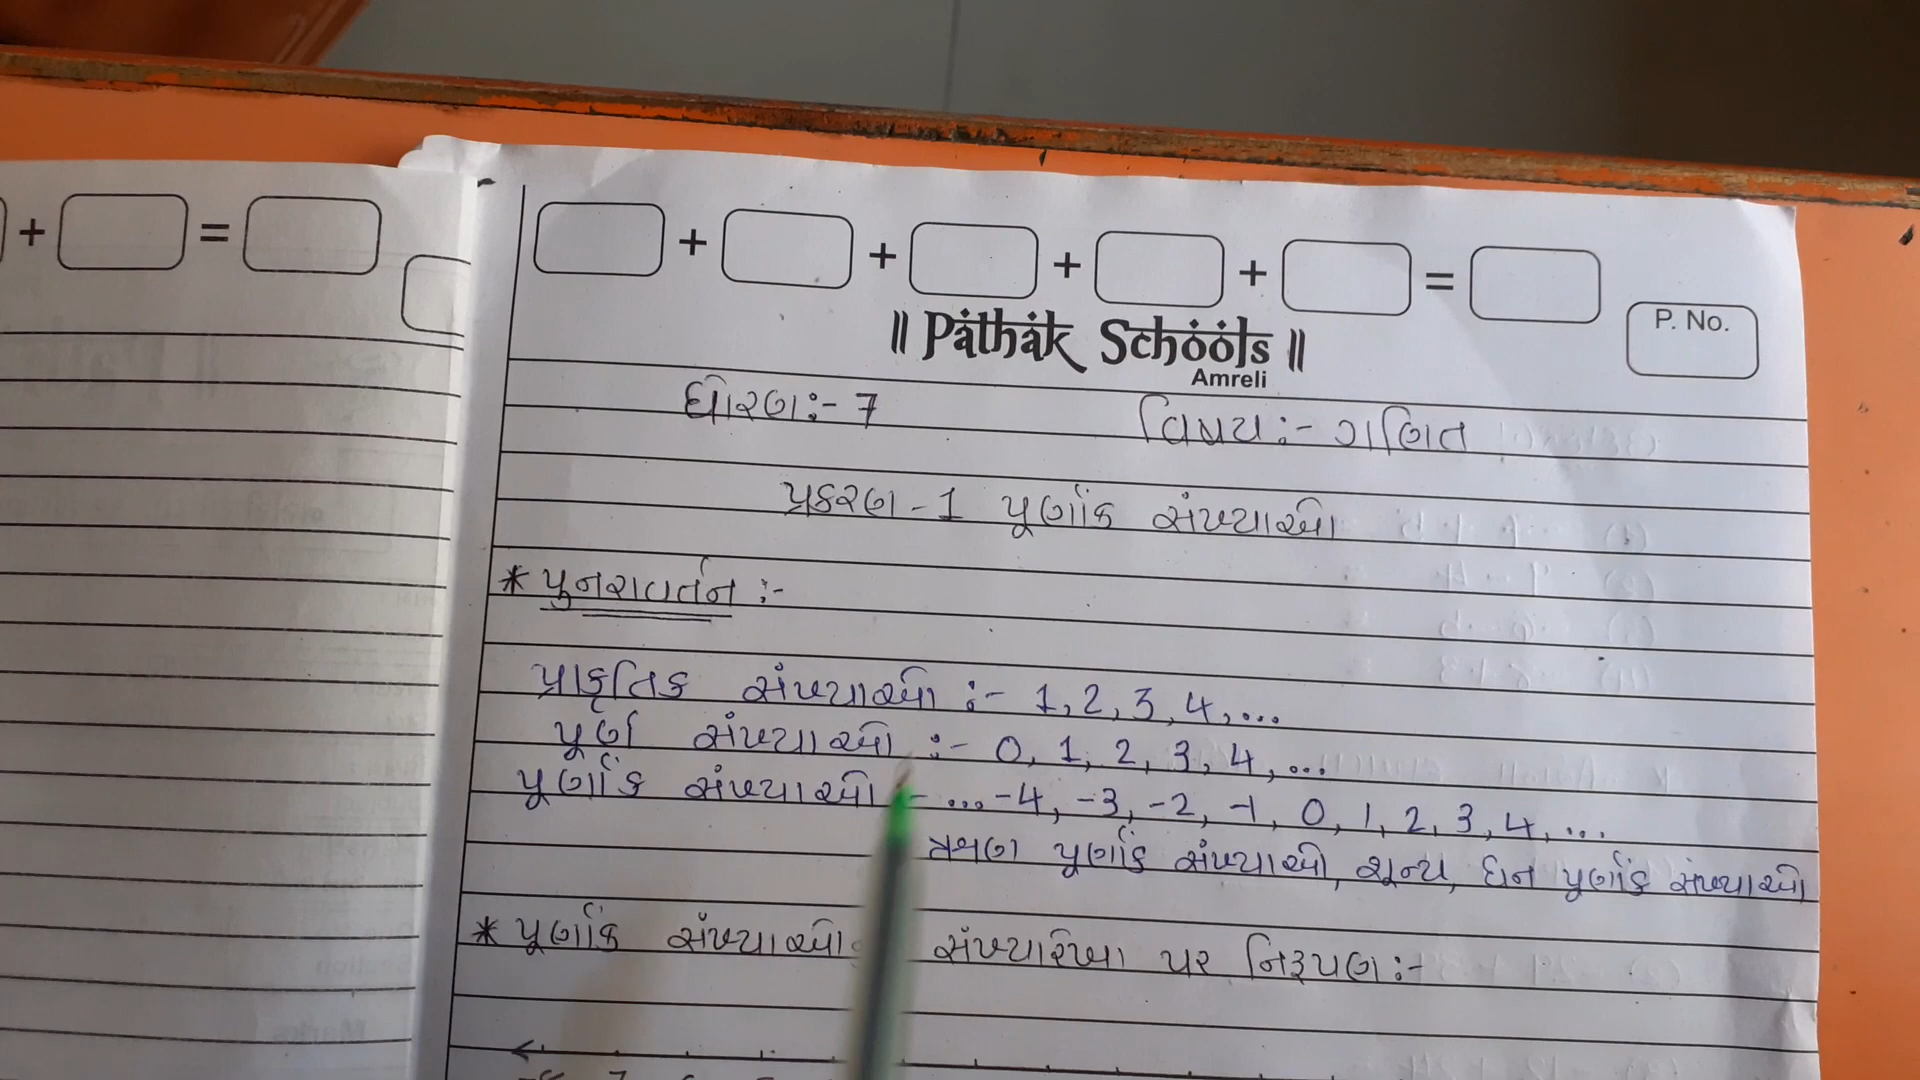 + =
+ + + + =
P. No.
|| Pathak Schools ||
Amreli
ધોરણ:- 7 વિષય:- ગણિત
પ્રકરણ - 1 પૂર્ણાંક સંખ્યાઓ
* પુનરાવર્તન :-
પ્રાકૃતિક સંખ્યાઓ :- 1, 2, 3, 4, ...
પૂર્ણ સંખ્યાઓ :- 0, 1, 2, 3, 4, ...
પૂર્ણાંક સંખ્યાઓ :- ... -4, -3, -2, -1, 0, 1, 2, 3, 4, ...
પૂર્ણાંક સંખ્યાઓ, શૂન્ય, ધન પૂર્ણાંક સંખ્યાઓ
* પૂર્ણાંક સંખ્યાઓ સંખ્યારેખા પર નિરૂપણ :-